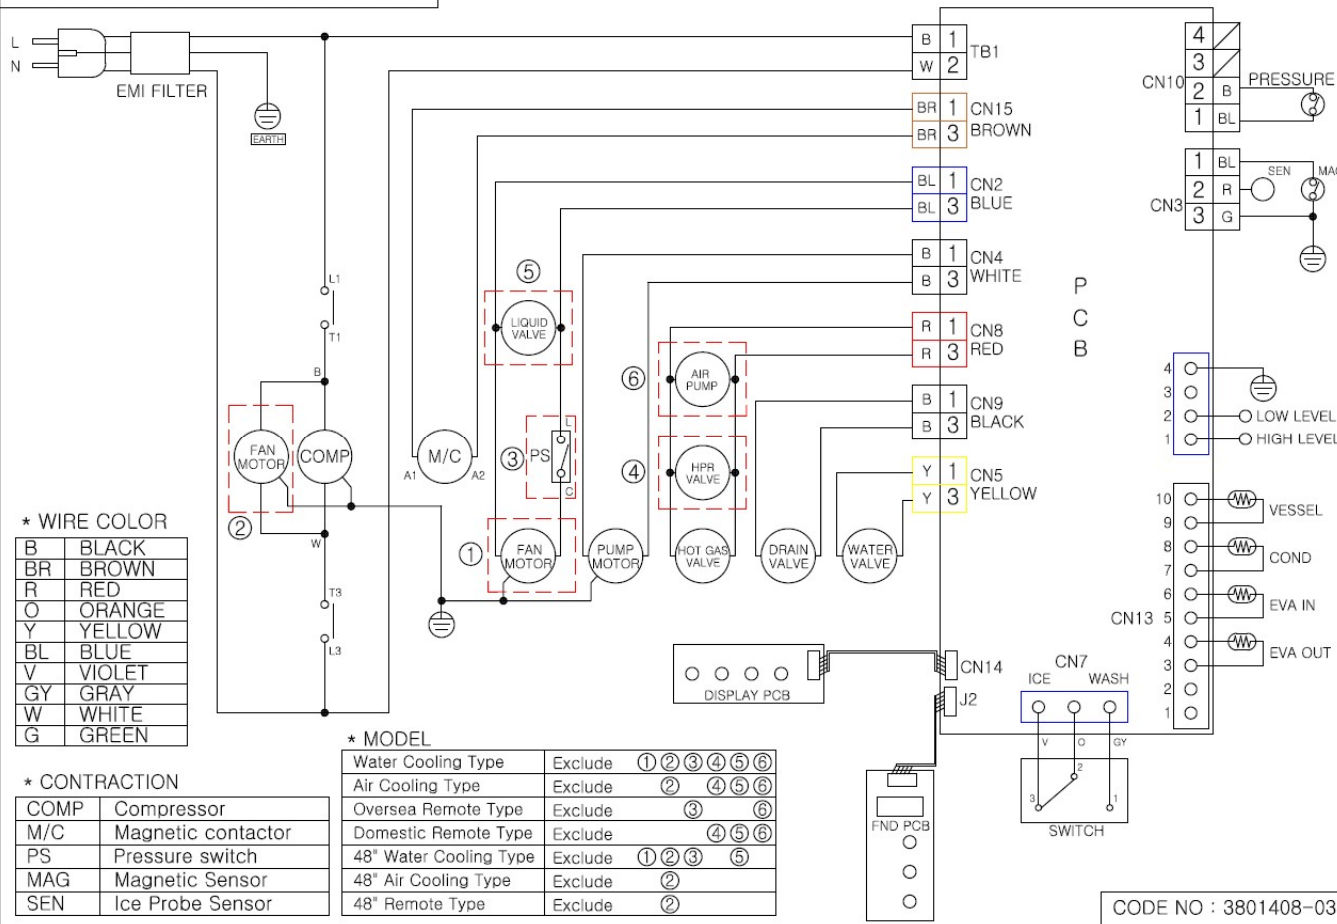 L
N
EMI FILTER
EARTH
B 1
W 2
TB1
BR 1
BR 3
CN15
BROWN
BL 1
BL 3
CN2
BLUE
B 1
B 3
CN4
WHITE
R 1
R 3
CN8
RED
B 1
B 3
CN9
BLACK
Y 1
Y 3
CN5
YELLOW
PCB
CN10
4
3
2 B
1 BL
PRESSURE
CN3
1 BL
2 R
3 G
SEN
4
3
2
1
LOW LEVEL
HIGH LEVEL
CN13
10
9
8
7
6
5
4
3
2
1
VESSEL
COND
EVA IN
EVA OUT
L1
T1
B
② FAN MOTOR
COMP
W
T3
L3
A1 M/C A2
⑤
LIQUID VALVE
③ PS
L
C
① FAN MOTOR
PUMP MOTOR
⑥ AIR PUMP
④ HPR VALVE
HOT GAS VALVE
DRAIN VALVE
WATER VALVE
DISPLAY PCB
CN14
J2
FND PCB
CN7
ICE WASH
V O GY
3 2 1
SWITCH
* WIRE COLOR
B BLACK
BR BROWN
R RED
O ORANGE
Y YELLOW
BL BLUE
V VIOLET
GY GRAY
W WHITE
G GREEN
* CONTRACTION
COMP Compressor
M/C Magnetic contactor
PS Pressure switch
MAG Magnetic Sensor
SEN Ice Probe Sensor
* MODEL
Water Cooling Type Exclude ①②③④⑤⑥
Air Cooling Type Exclude ② ④⑤⑥
Oversea Remote Type Exclude ③ ⑥
Domestic Remote Type Exclude ④⑤⑥
48" Water Cooling Type Exclude ①②③ ⑤
48" Air Cooling Type Exclude ②
48" Remote Type Exclude ②
CODE NO : 3801408-03